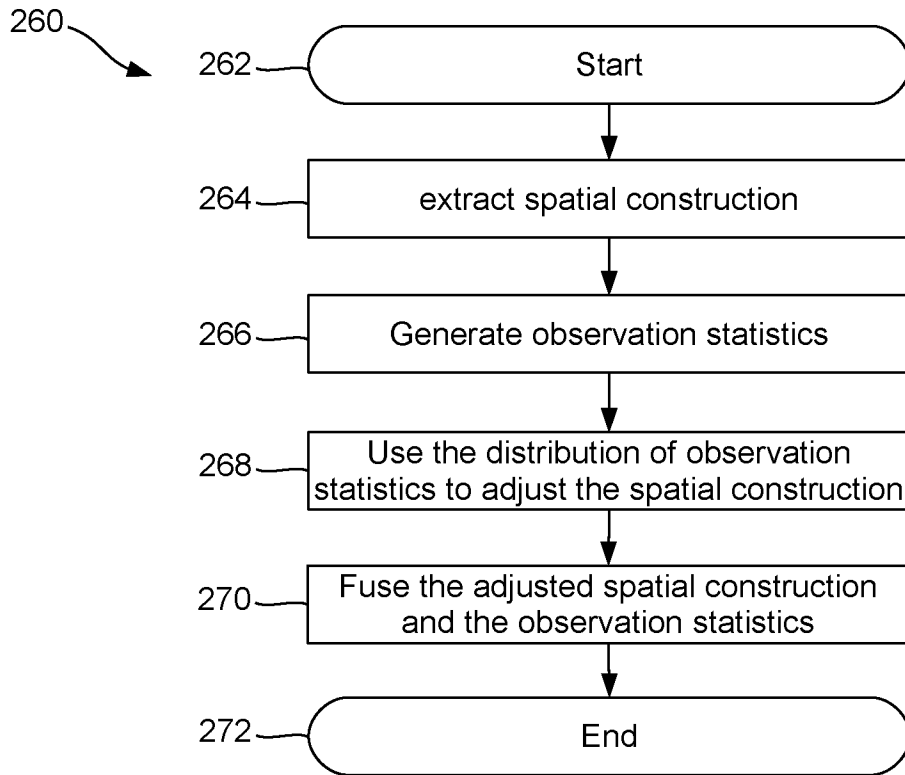 260
262
Start
264
extract spatial construction
266
Generate observation statistics
268
Use the distribution of observation
statistics to adjust the spatial construction
270
Fuse the adjusted spatial construction
and the observation statistics
272
End